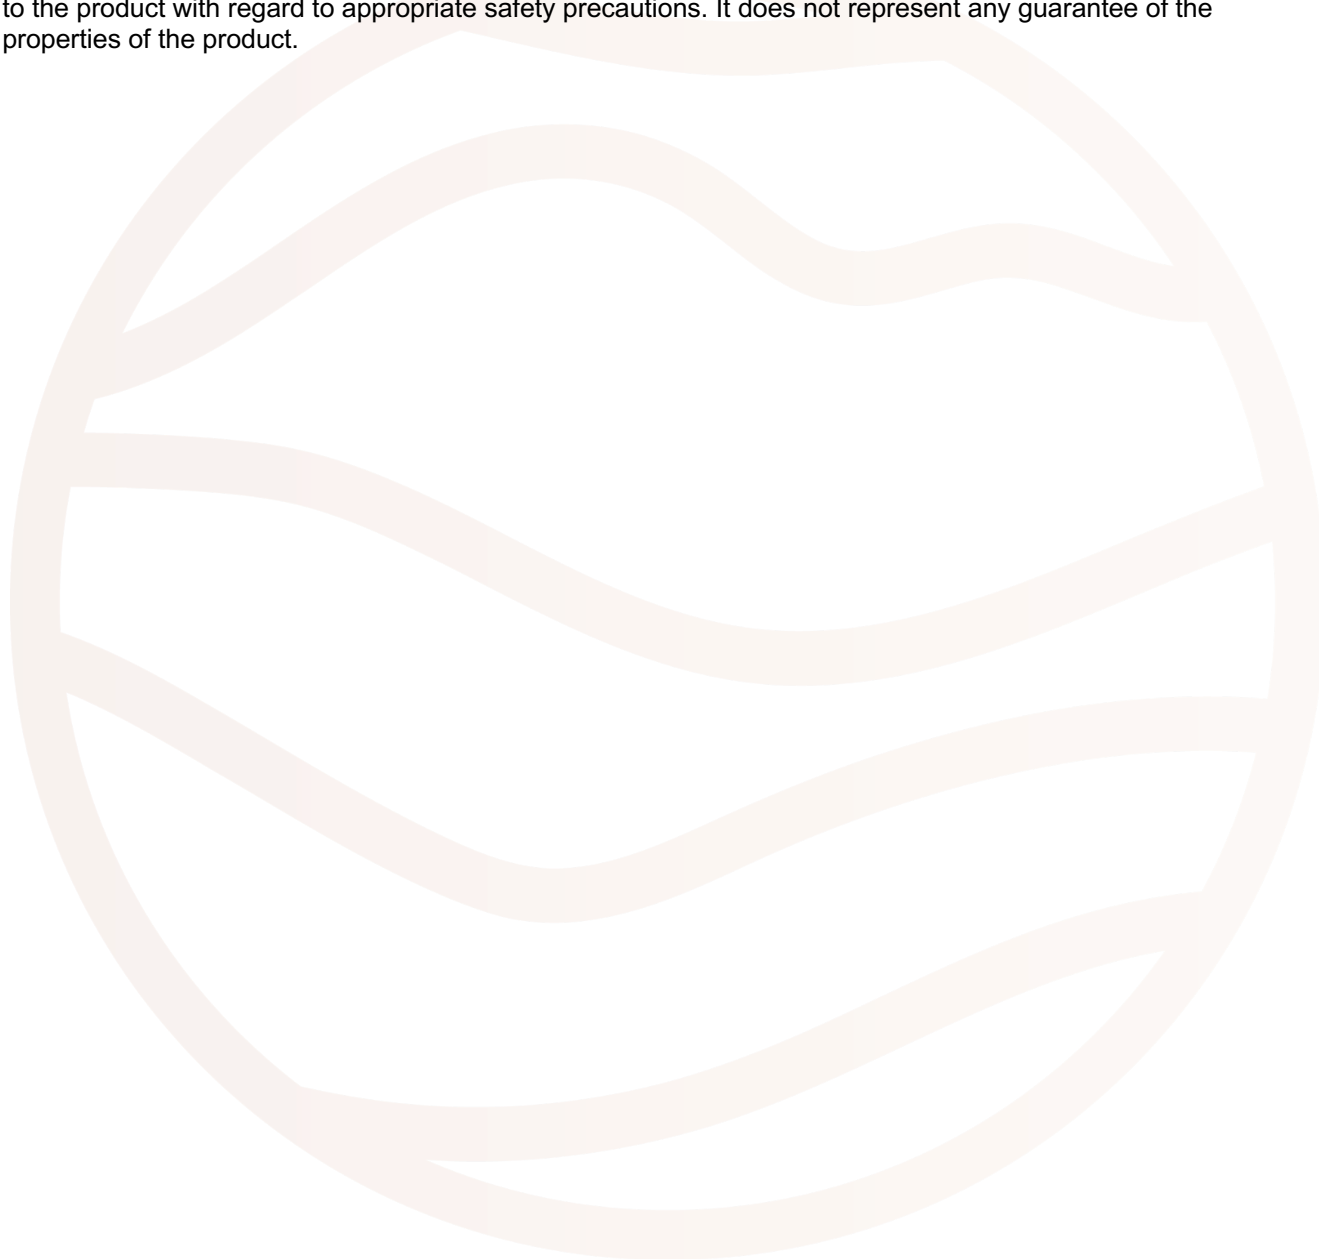 to the product with regard to appropriate safety precautions. It does not represent any guarantee of the
properties of the product.